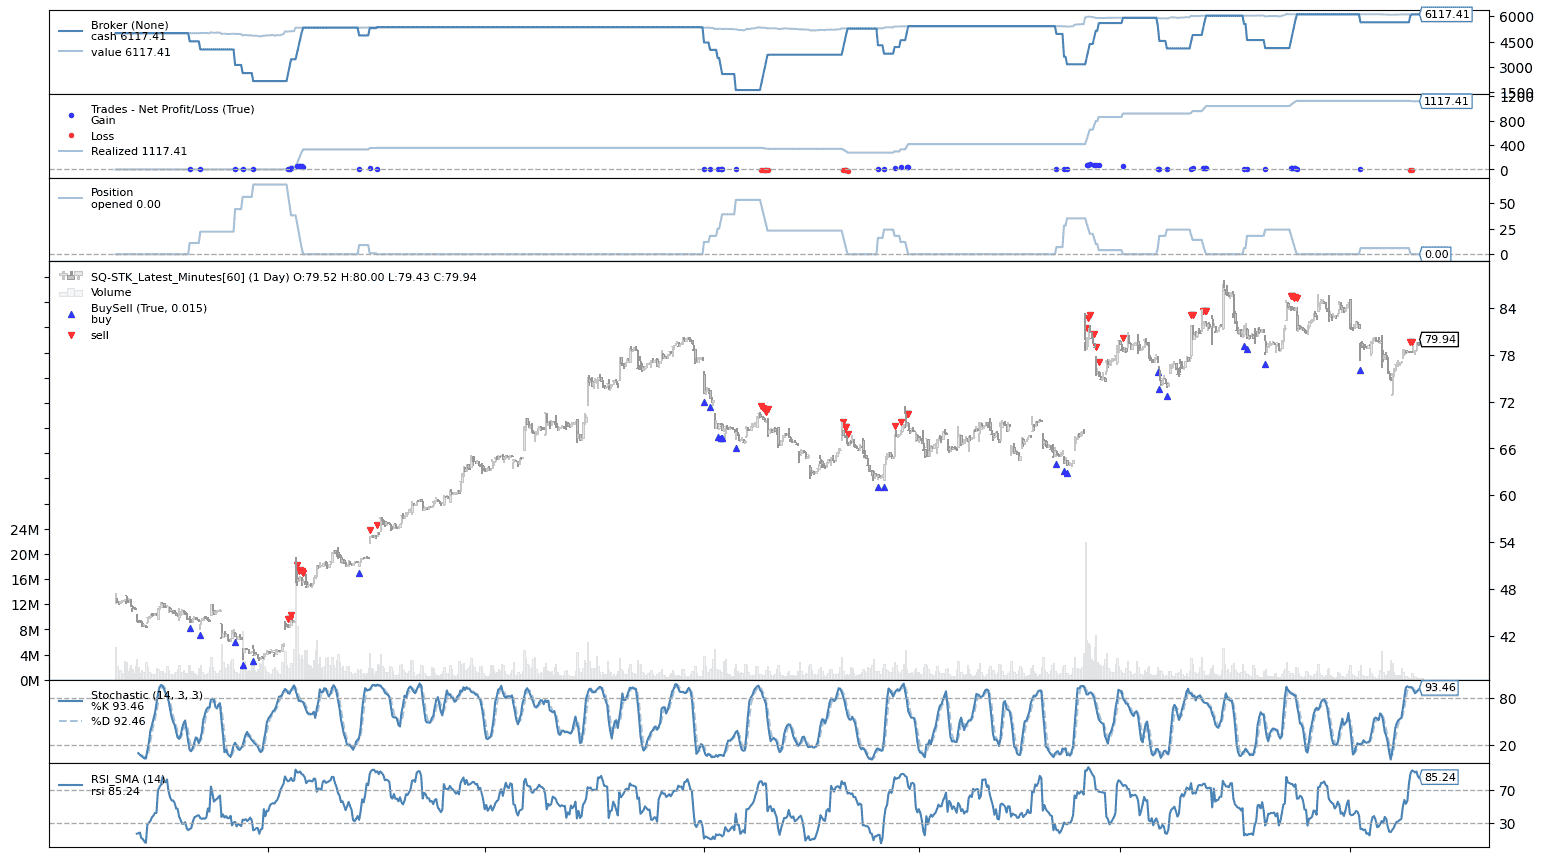 Broker (None)
cash 6117.41
value 6117.41
6117.41
6000
4500
3000
1500
Trades - Net Profit/Loss (True)
Gain
Loss
Realized 1117.41
1200
1117.41
800
400
0
Position
opened 0.00
50
25
0
0.00
SQ-STK_Latest_Minutes[60] (1 Day) O:79.52 H:80.00 L:79.43 C:79.94
Volume
BuySell (True, 0.015)
buy
sell
84
79.94
78
72
66
60
54
48
42
24M
20M
16M
12M
8M
4M
0M
Stochastic (14, 3, 3)
%K 93.46
%D 92.46
93.46
80
20
RSI_SMA (14)
rsi 85.24
85.24
70
30